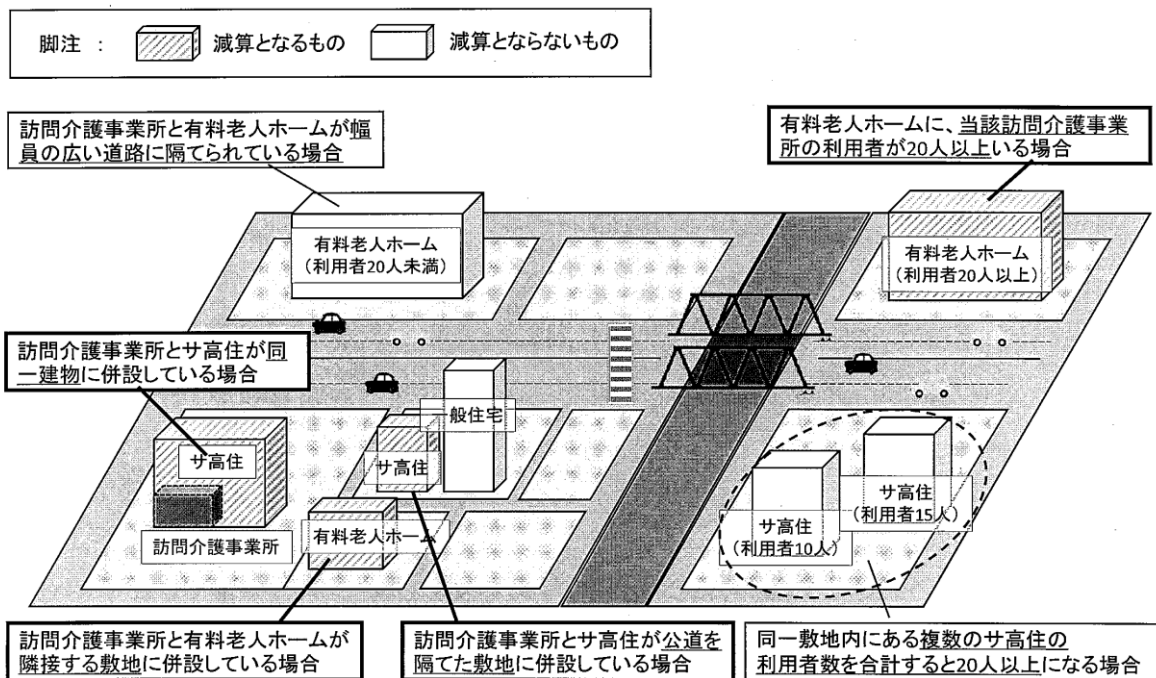 脚注 : 減算となるもの 減算とならないもの
訪問介護事業所と有料老人ホームが幅
員の広い道路に隔てられている場合
有料老人ホームに、当該訪問介護事業
所の利用者が20人以上いる場合
有料老人ホーム
（利用者20人未満）
有料老人ホーム
（利用者20人以上）
訪問介護事業所とサ高住が同
一建物に併設している場合
般住宅
サ高住
サ高住
サ高住
（利用者15人）
サ高住
（利用者10人）
訪問介護事業所
有料老人ホーム
訪問介護事業所と有料老人ホームが
隣接する敷地に併設している場合
訪問介護事業所とサ高住が公道を
隔てた敷地に併設している場合
同一敷地内にある複数のサ高住の
利用者数を合計すると20人以上になる場合